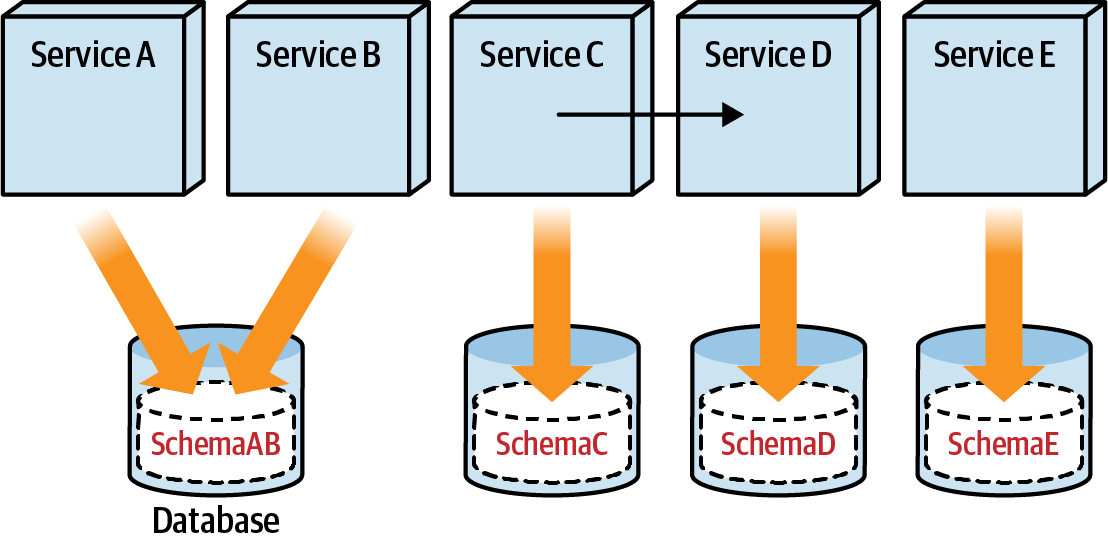 Service A
Service B
Service C
Service D
Service E
SchemaAB
SchemaC
SchemaD
SchemaE
Database